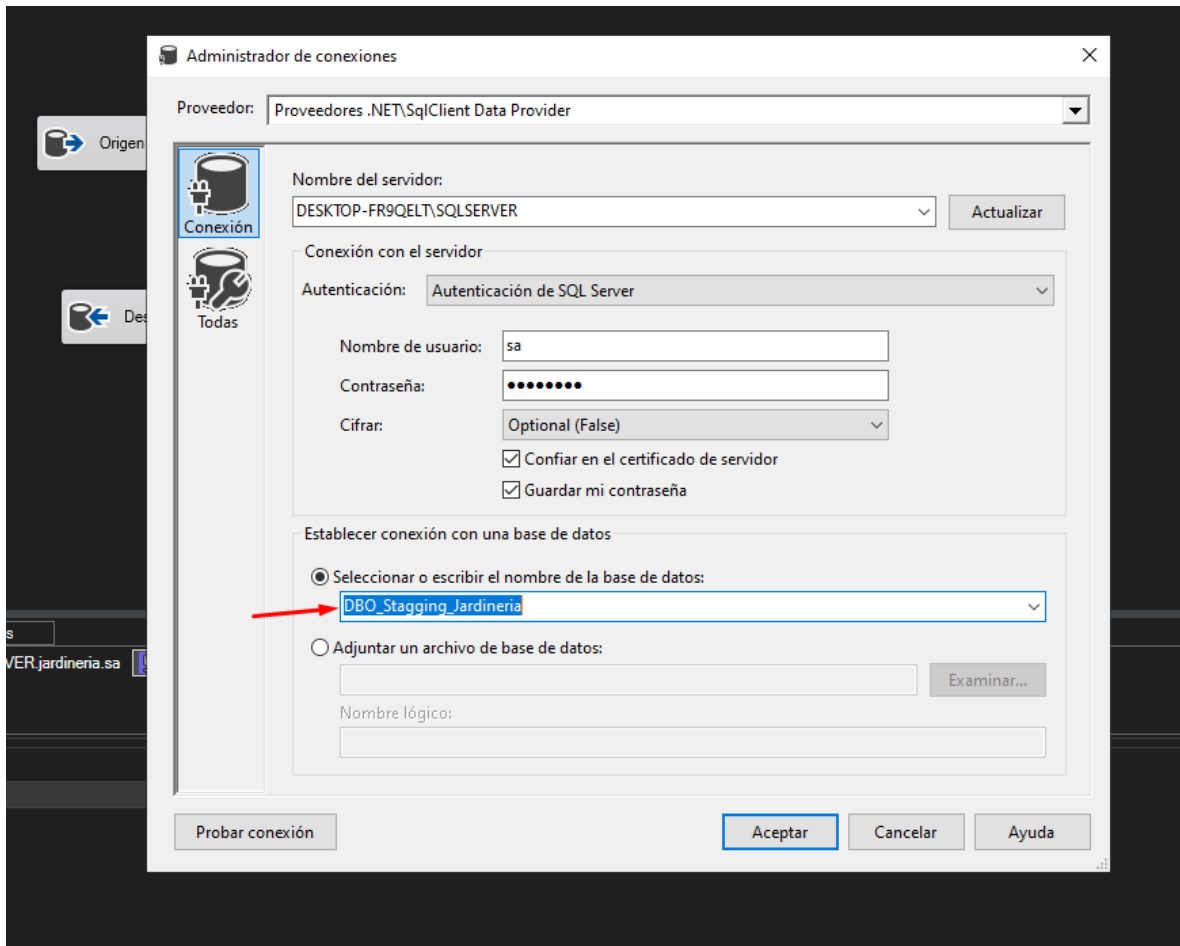 Administrador de conexiones
Proveedor: Proveedores .NET\SqlClient Data Provider
Origen
Conexión
Nombre del servidor:
DESKTOP-FR9QELT\SQLSERVER Actualizar
Conexión con el servidor
Autenticación: Autenticación de SQL Server
Des
Todas
Nombre de usuario: sa
Contraseña: ••••••••
Cifrar: Optional (False)
Confiar en el certificado de servidor
Guardar mi contraseña
Establecer conexión con una base de datos
Seleccionar o escribir el nombre de la base de datos:
DBO_Stagging_Jardineria
s
Adjuntar un archivo de base de datos:
VER.jardineria.sa
Examinar...
Nombre lógico:
Probar conexión Aceptar Cancelar Ayuda